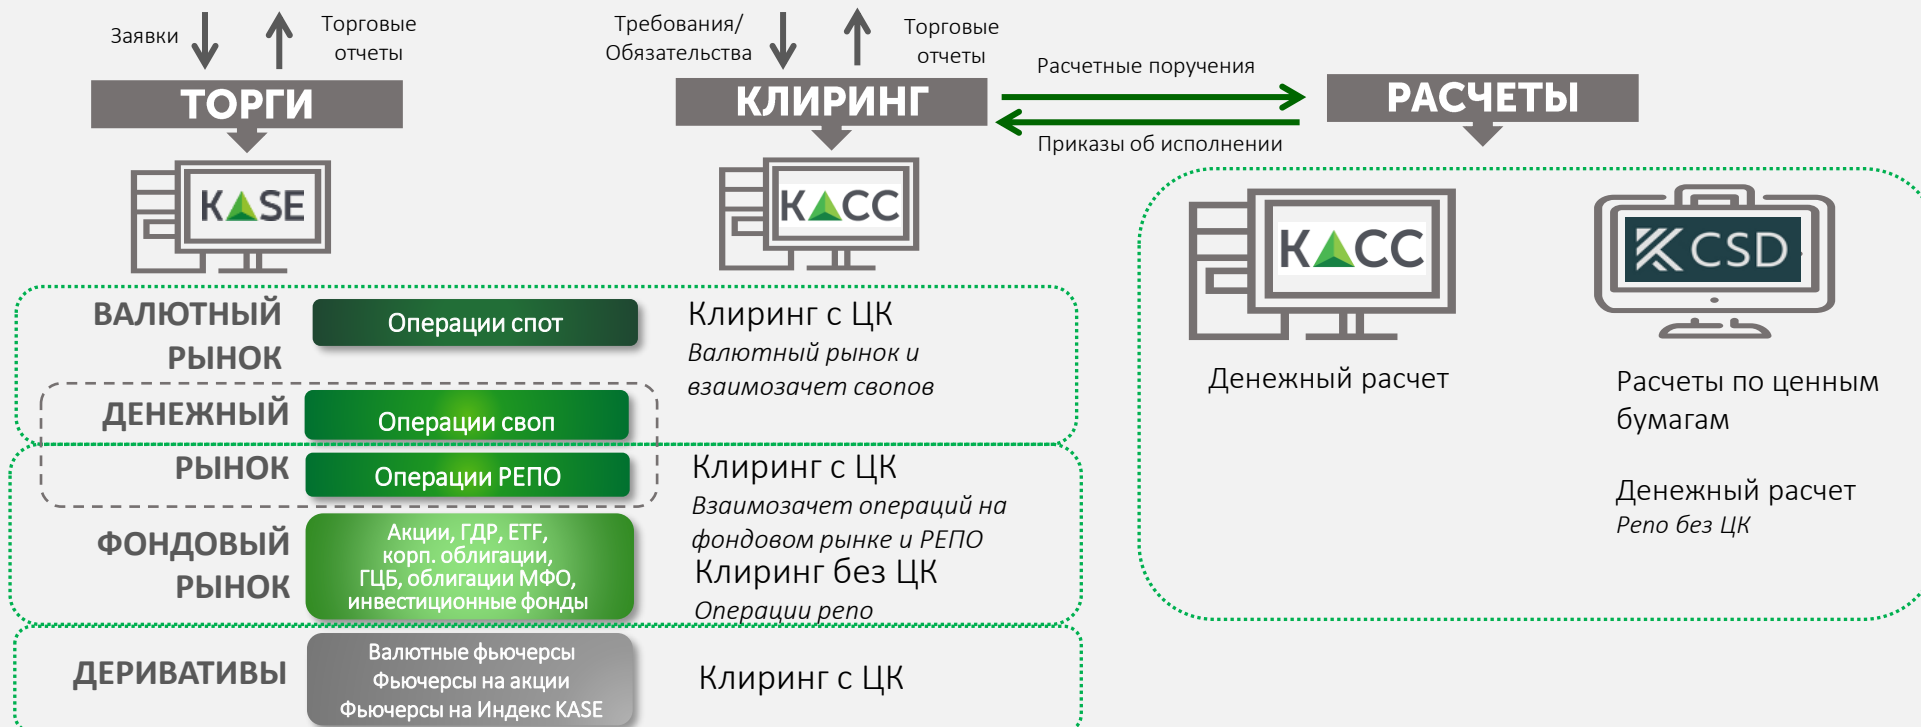 Заявки
Торговые
отчеты
Требования/
Обязательства
Торговые
отчеты
Расчетные поручения
Приказы об исполнении
ТОРГИ
КЛИРИНГ
РАСЧЕТЫ
KASE
KACC
KACC
CSD
ВАЛЮТНЫЙ
РЫНОК
Операции спот
Клиринг с ЦК
Валютный рынок и
взаимозачет свопов
ДЕНЕЖНЫЙ
РЫНОК
Операции своп
Операции РЕПО
Клиринг с ЦК
Взаимозачет операций на
фондовом рынке и РЕПО
Клиринг без ЦК
Операции репо
ФОНДОВЫЙ
РЫНОК
Акции, ГДР, ETF,
корп. облигации,
ГЦБ, облигации МФО,
инвестиционные фонды
ДЕРИВАТИВЫ
Валютные фьючерсы
Фьючерсы на акции
Фьючерсы на Индекс KASE
Клиринг с ЦК
Денежный расчет
Расчеты по ценным
бумагам
Денежный расчет
Репо без ЦК